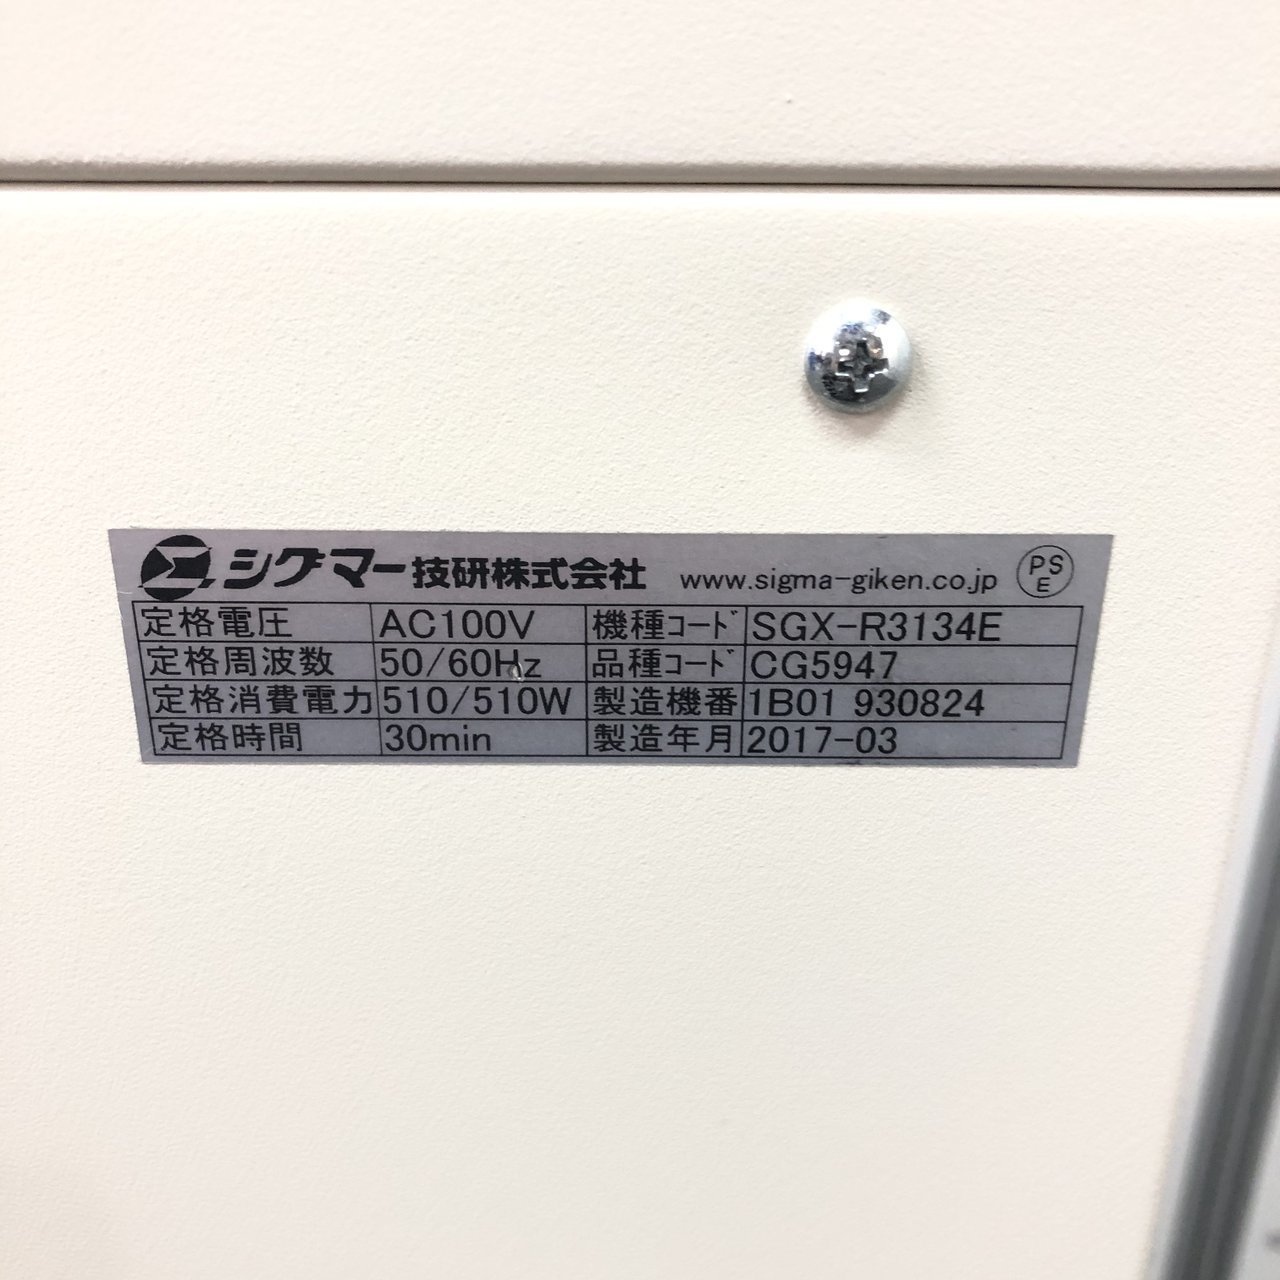 Σ シグマー技研株式会社 www.sigma-giken.co.jp PSE
定格電圧 AC100V 機種コード SGX-R3134E
定格周波数 50/60Hz 品種コード CG5947
定格消費電力 510/510W 製造機番 1B01 930824
定格時間 30min 製造年月 2017-03